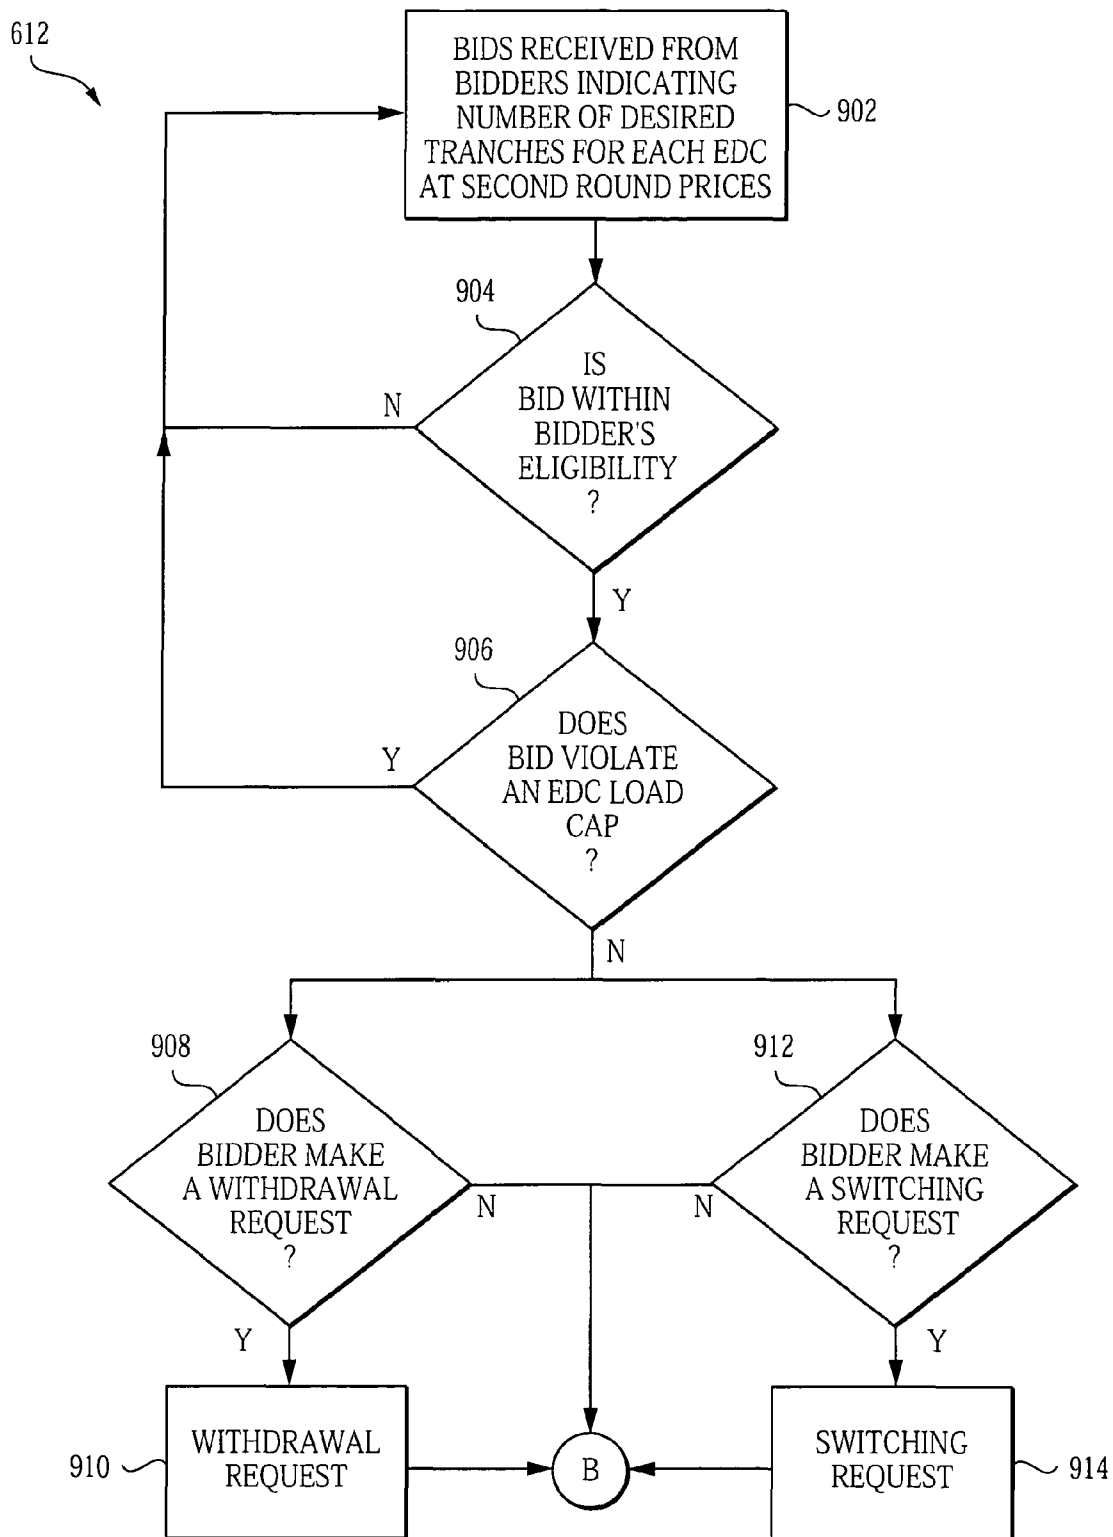 612
BIDS RECEIVED FROM
BIDDERS INDICATING
NUMBER OF DESIRED
TRANCHES FOR EACH EDC
AT SECOND ROUND PRICES
902
904
IS
BID WITHIN
BIDDER'S
ELIGIBILITY
?
N
Y
906
DOES
BID VIOLATE
AN EDC LOAD
CAP
?
Y
N
908
DOES
BIDDER MAKE
A WITHDRAWAL
REQUEST
?
N
Y
912
DOES
BIDDER MAKE
A SWITCHING
REQUEST
?
N
Y
WITHDRAWAL
REQUEST
910
B
SWITCHING
REQUEST
914